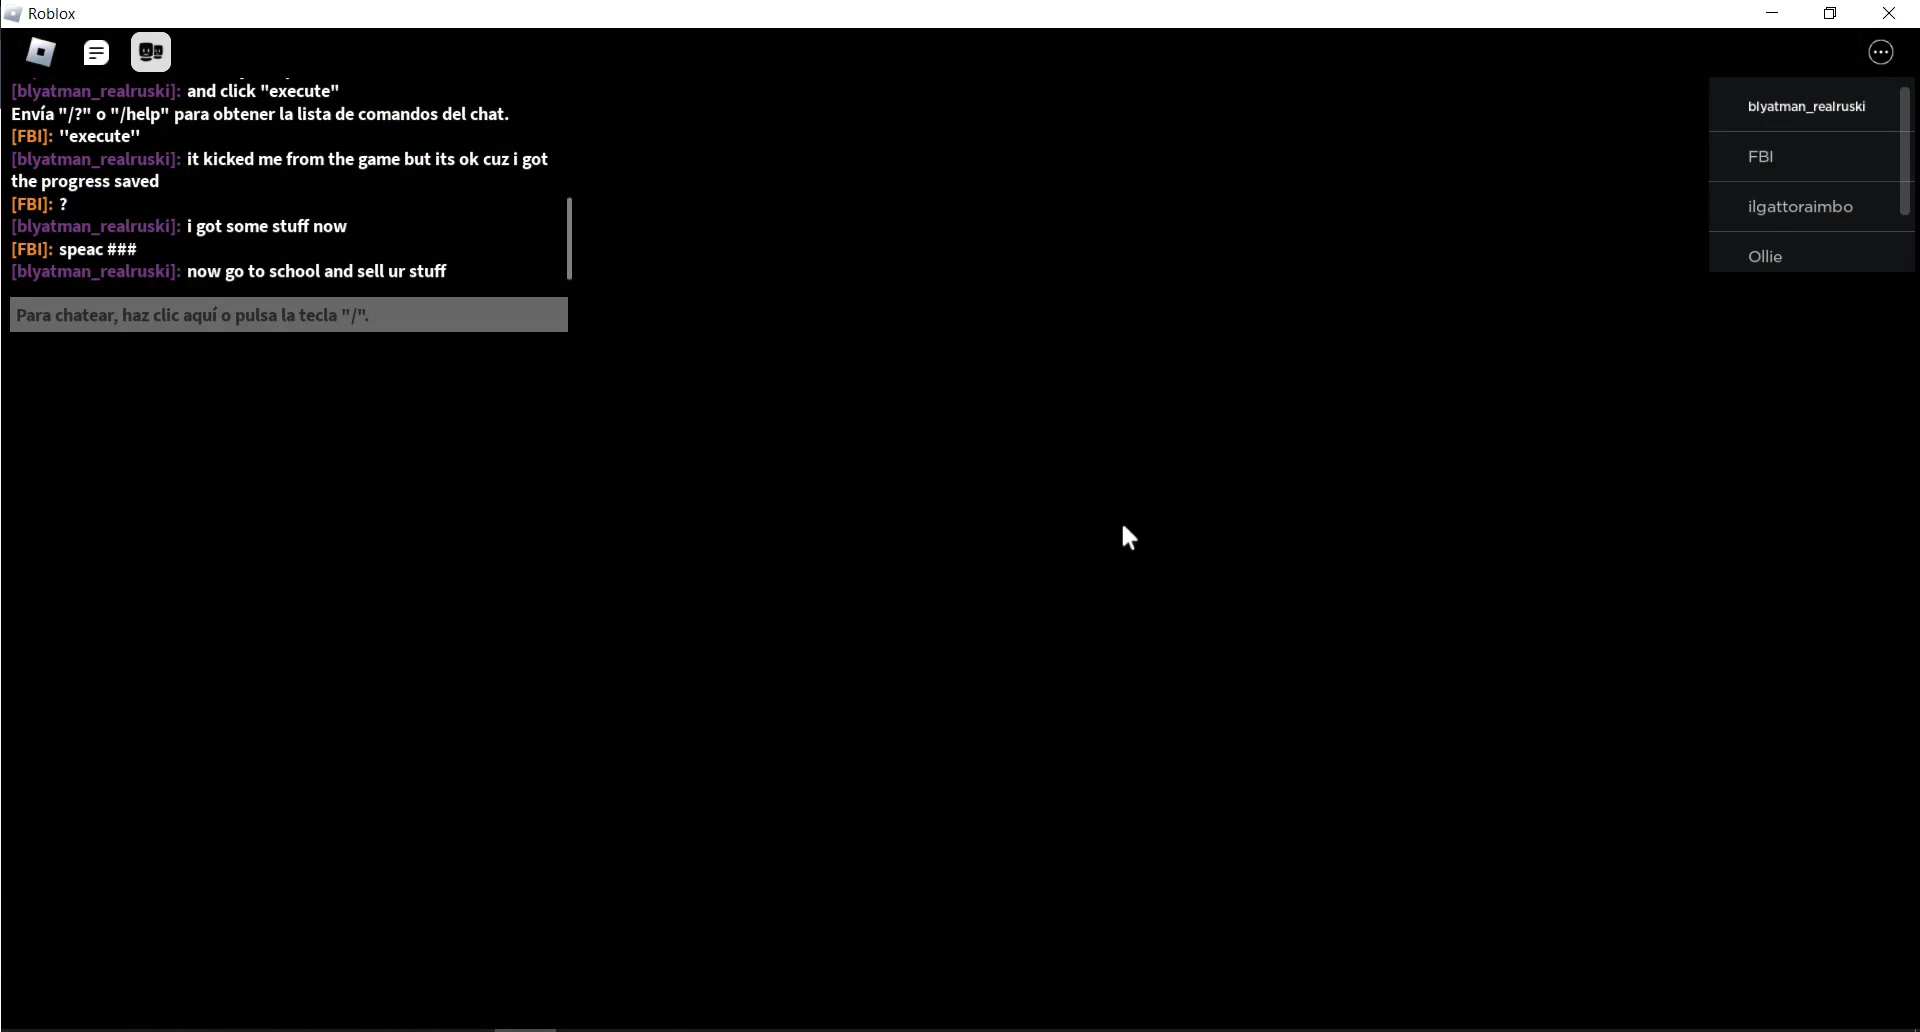 Roblox
[blyatman_realruski]: and click "execute"
Envía "/?" o "/help" para obtener la lista de comandos del chat.
[FBI]: ''execute''
[blyatman_realruski]: it kicked me from the game but its ok cuz i got
the progress saved
[FBI]: ?
[blyatman_realruski]: i got some stuff now
[FBI]: speac ###
[blyatman_realruski]: now go to school and sell ur stuff
Para chatear, haz clic aquí o pulsa la tecla "/".
blyatman_realruski
FBI
ilgattoraimbo
Ollie